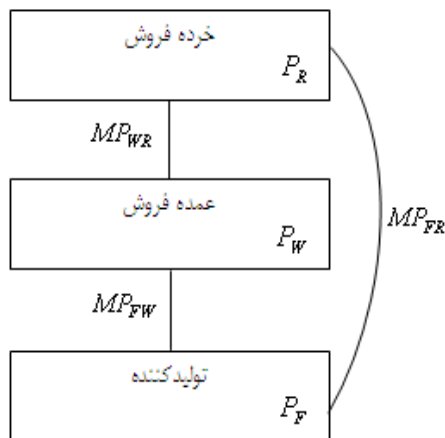 خرده فروش
P_R
MP_WR
عمده فروش
P_W
MP_FR
MP_FW
تولیدکننده
P_F